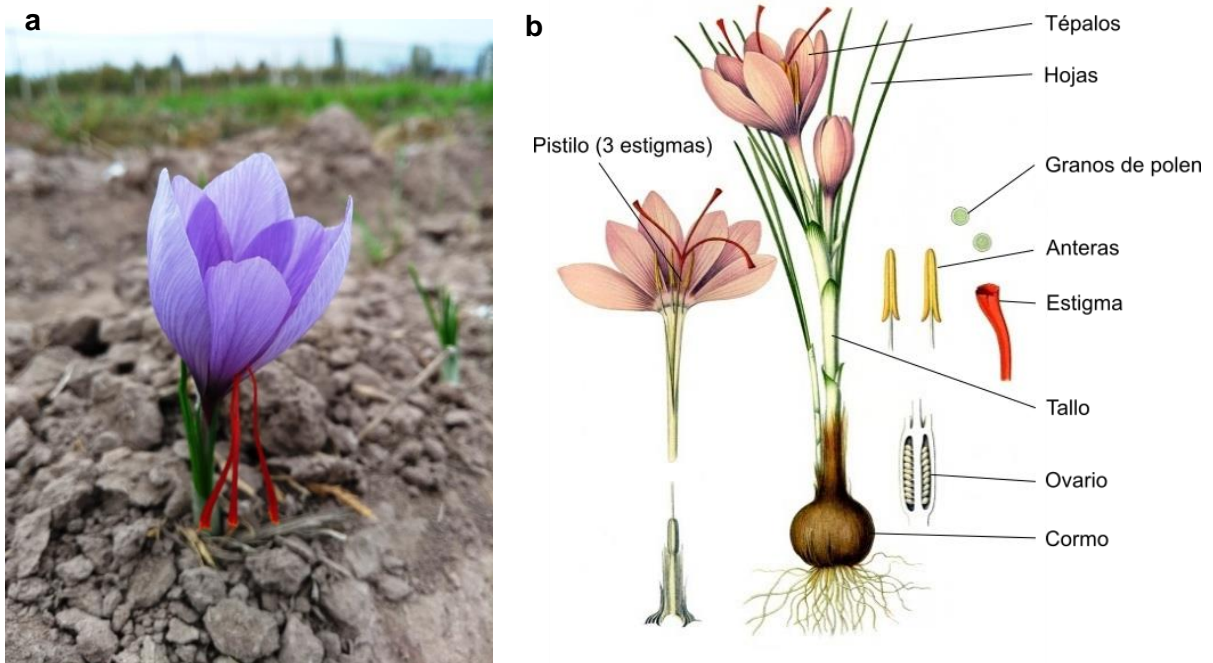 a
b
Tépalos
Hojas
Pistilo (3 estigmas)
Granos de polen
Anteras
Estigma
Tallo
Ovario
Cormo